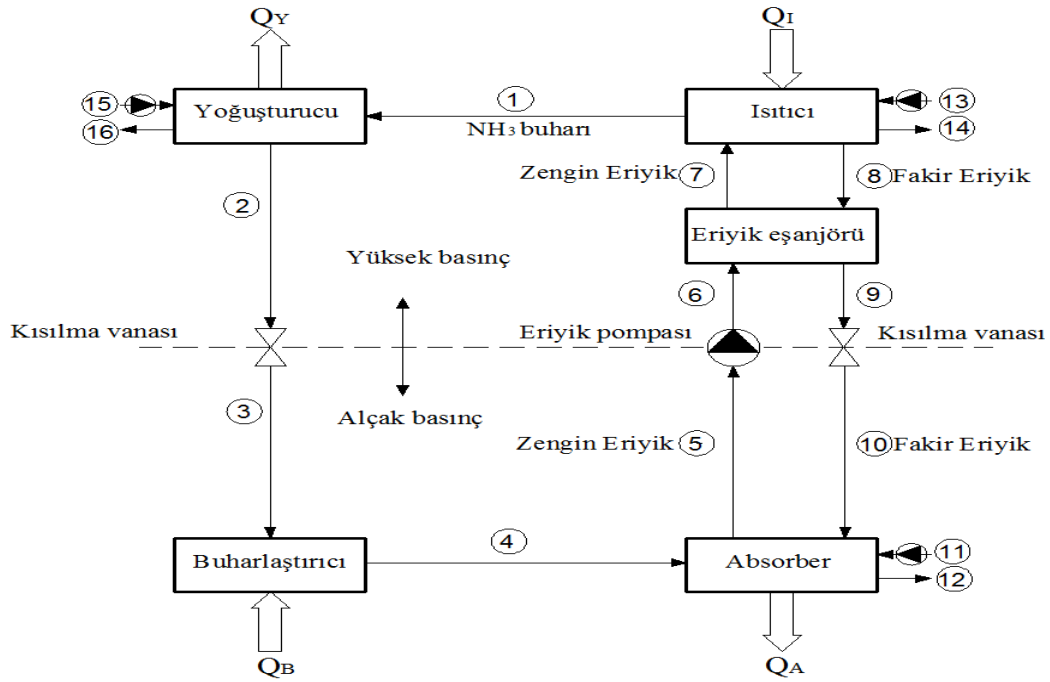 QY
QI
15
16
Yoğuşturucu
1
NH3 buharı
Isıtıcı
13
14
2
Zengin Eriyik 7
8 Fakir Eriyik
Eriyik eşanjörü
Yüksek basınç
6
9
Kısılma vanası
Eriyik pompası
Kısılma vanası
3
Alçak basınç
Zengin Eriyik 5
10 Fakir Eriyik
Buharlaştırıcı
4
Absorber
11
12
QB
QA